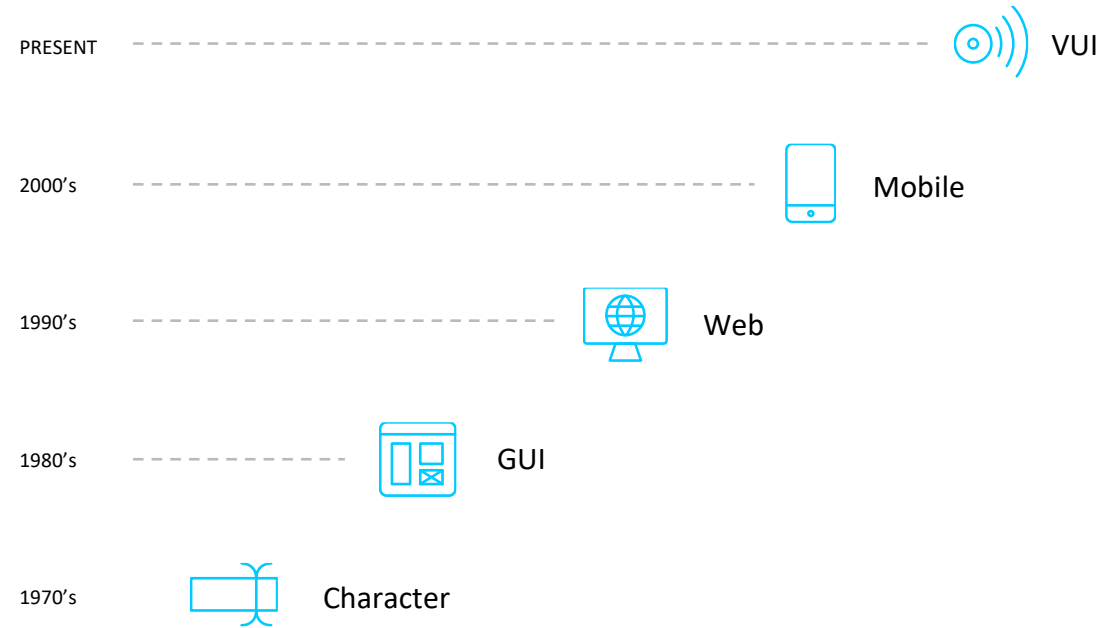 PRESENT VUI
2000’s Mobile
1990’s Web
1980’s GUI
1970’s Character